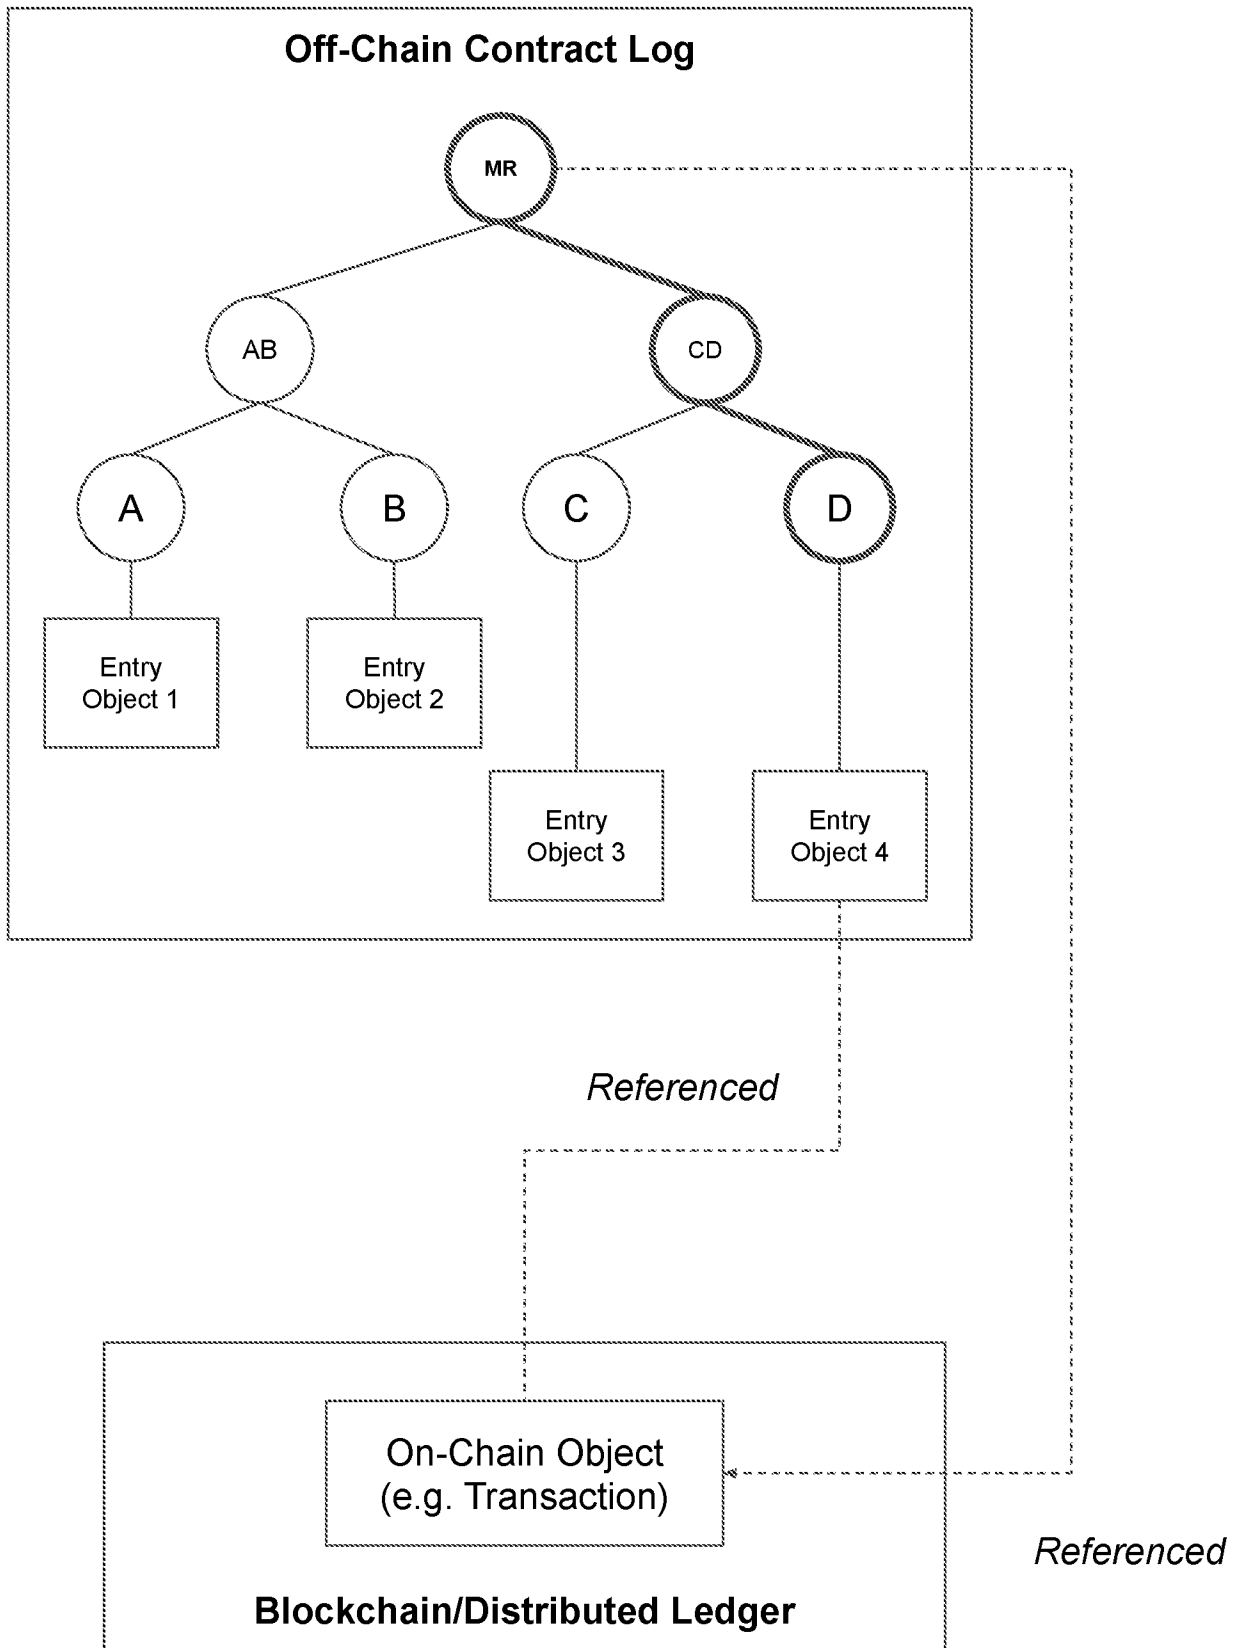 Off-Chain Contract Log
MR
AB
CD
A
B
C
D
Entry
Object 1
Entry
Object 2
Entry
Object 3
Entry
Object 4
Referenced
On-Chain Object
(e.g. Transaction)
Referenced
Blockchain/Distributed Ledger